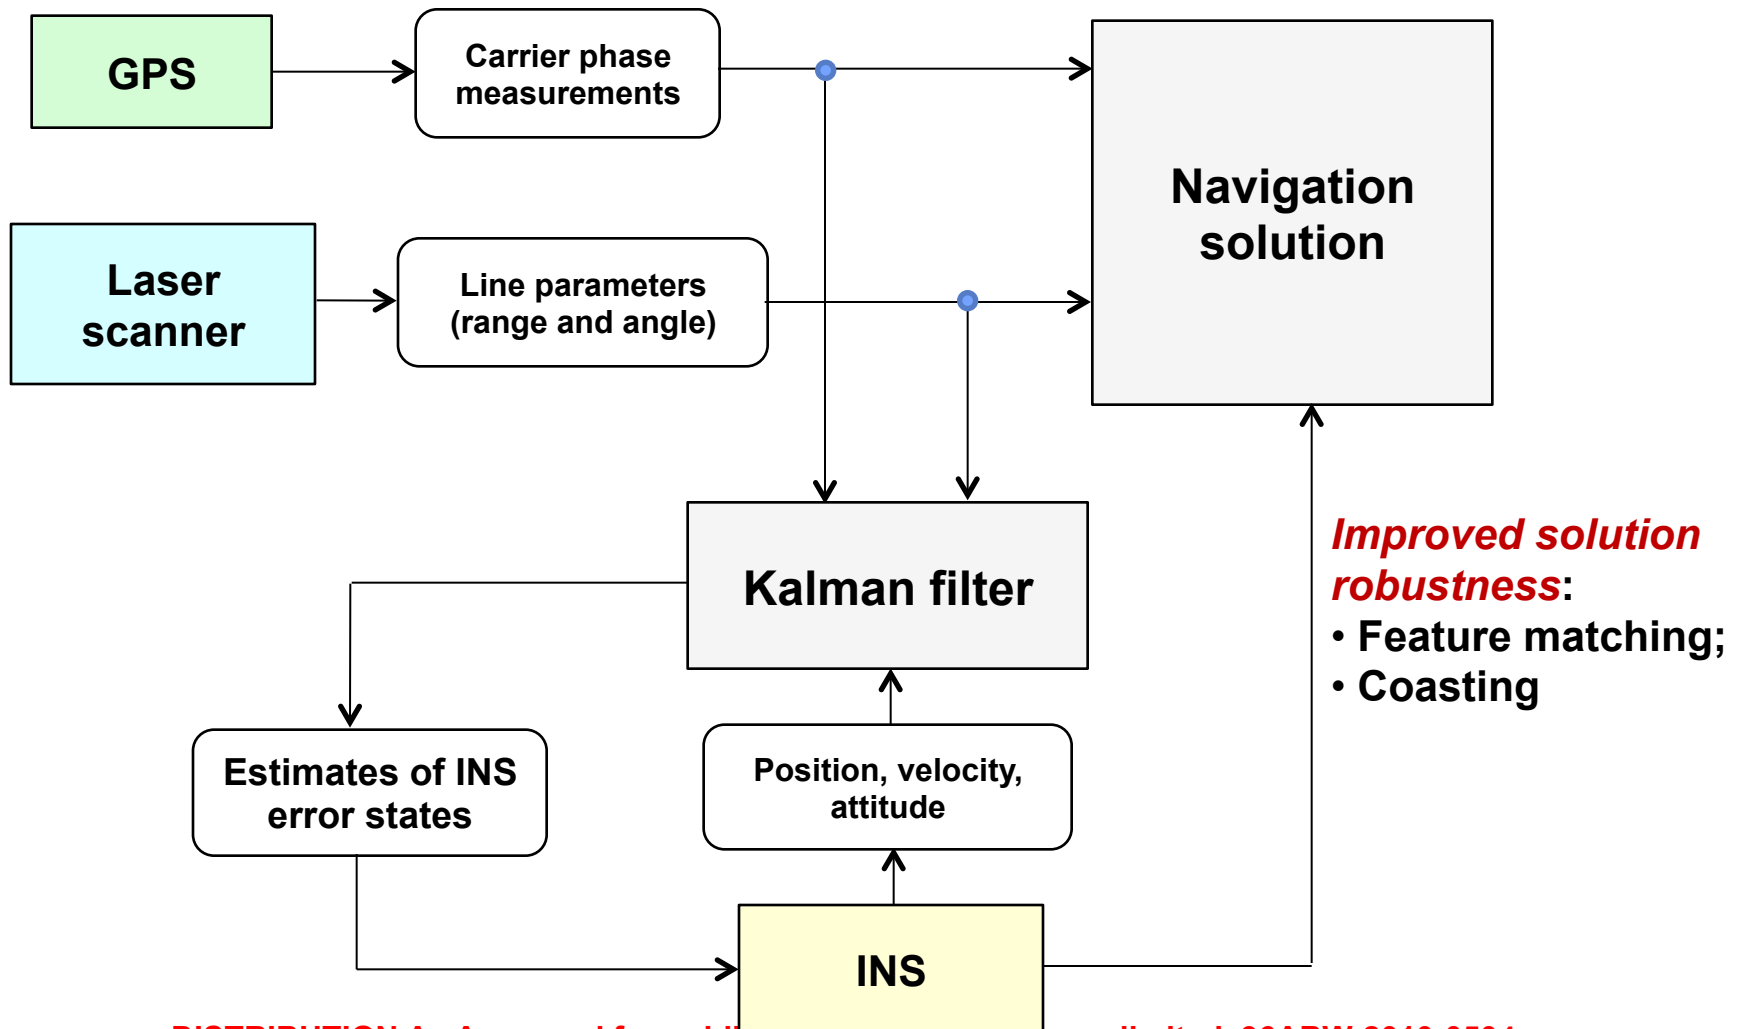 GPS
Carrier phase
measurements
Navigation
solution
Laser
scanner
Line parameters
(range and angle)
Kalman filter
Improved solution
robustness:
• Feature matching;
• Coasting
Estimates of INS
error states
Position, velocity,
attitude
INS